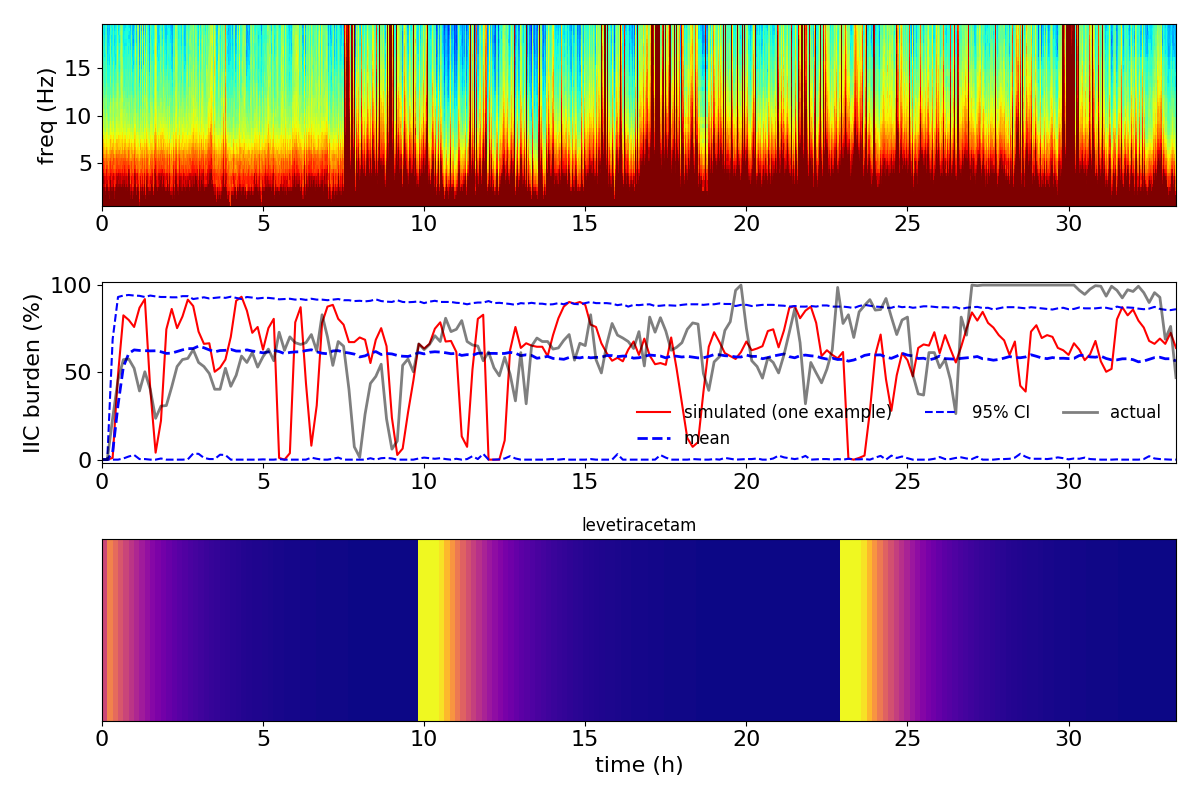 freq (Hz)
15
10
5
0 5 10 15 20 25 30
IIC burden (%)
100
50
0
simulated (one example) 95% CI actual
mean
0 5 10 15 20 25 30
levetiracetam
0 5 10 15 20 25 30
time (h)